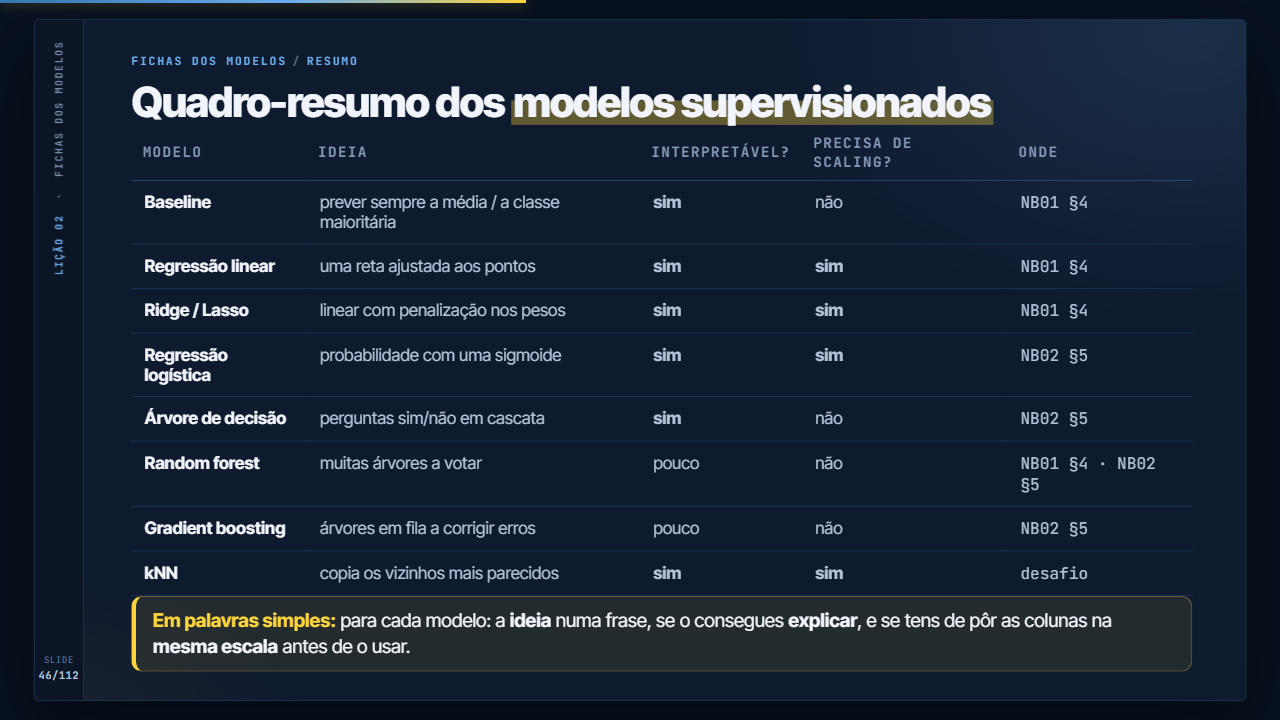 FICHAS DOS MODELOS / RESUMO
Quadro-resumo dos modelos supervisionados
MODELO IDEIA INTERPRETÁVEL? PRECISA DE SCALING? ONDE
Baseline prever sempre a média / a classe maioritária sim não NB01 §4
Regressão linear uma reta ajustada aos pontos sim sim NB01 §4
Ridge / Lasso linear com penalização nos pesos sim sim NB01 §4
Regressão logística probabilidade com uma sigmoide sim sim NB02 §5
Árvore de decisão perguntas sim/não em cascata sim não NB02 §5
Random forest muitas árvores a votar pouco não NB01 §4 · NB02 §5
Gradient boosting árvores em fila a corrigir erros pouco não NB02 §5
kNN copia os vizinhos mais parecidos sim sim desafio
Em palavras simples: para cada modelo: a ideia numa frase, se o consegues explicar, e se tens de pôr as colunas na
mesma escala antes de o usar.
LIÇÃO 02 · FICHAS DOS MODELOS
SLIDE
46/112